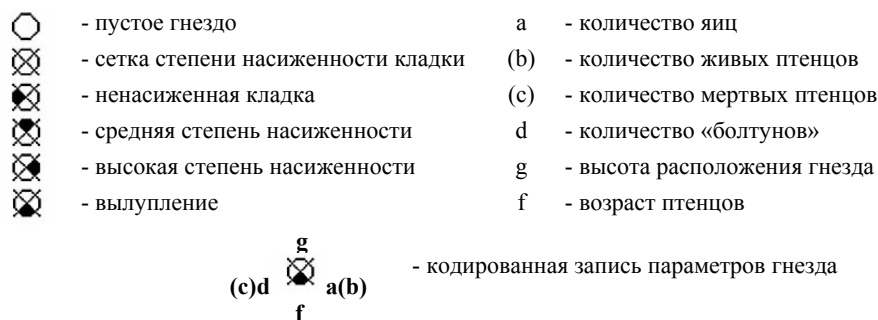 - пустое гнездо a - количество яиц
- сетка степени насиженности кладки (b) - количество живых птенцов
- ненасиженная кладка (c) - количество мертвых птенцов
- средняя степень насиженности d - количество «болтунов»
- высокая степень насиженности g - высота расположения гнезда
- вылупление f - возраст птенцов
g
(c)d a(b) - кодированная запись параметров гнезда
f